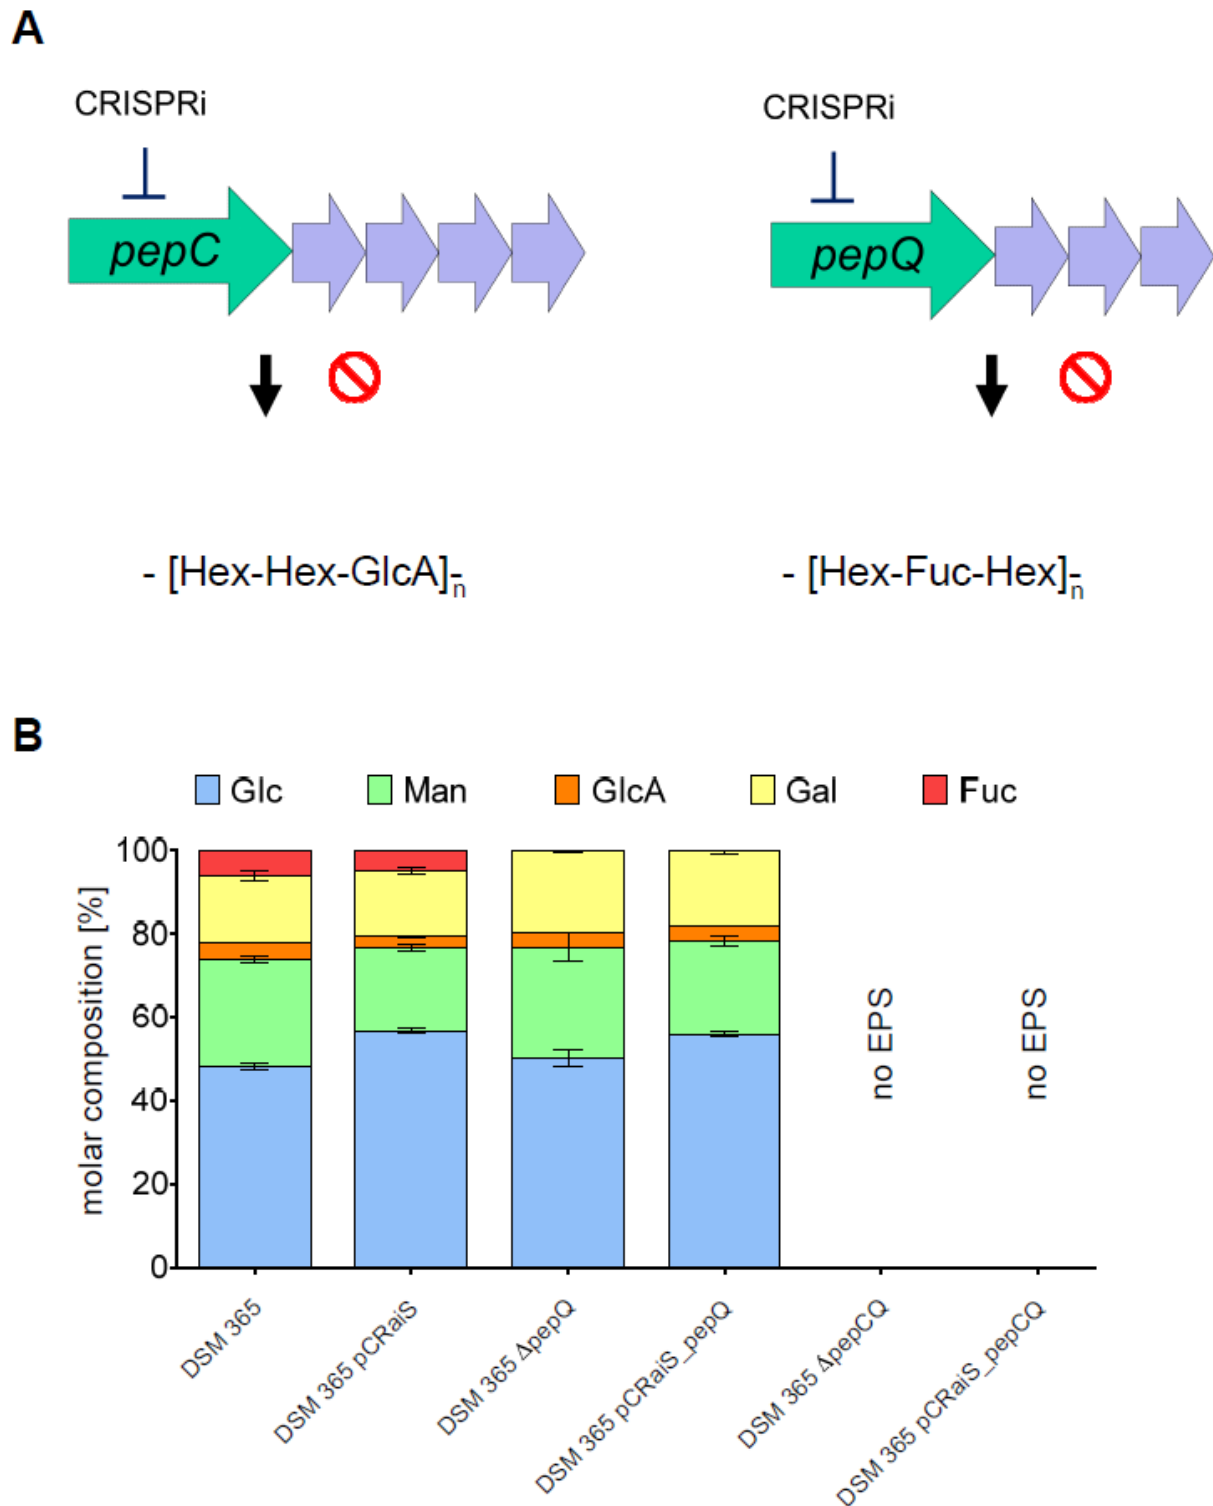 A
CRISPRi CRISPRi
pepC pepQ
- [Hex-Hex-GlcA]-n - [Hex-Fuc-Hex]-n
B
Glc Man GlcA Gal Fuc
molar composition [%]
100
80
60
40
20
0
no EPS no EPS
DSM 365
DSM 365 pCRaiS
DSM 365 ΔpepQ
DSM 365 pCRaiS_pepQ
DSM 365 ΔpepCQ
DSM 365 pCRaiS_pepCQ